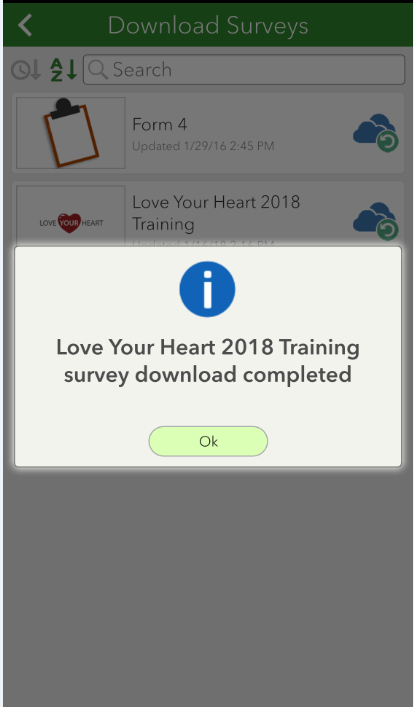 Download Surveys
Search
Form 4
Updated 1/29/16 2:45 PM
LOVE YOUR HEART
Love Your Heart 2018
Training
Love Your Heart 2018 Training
survey download completed
Ok